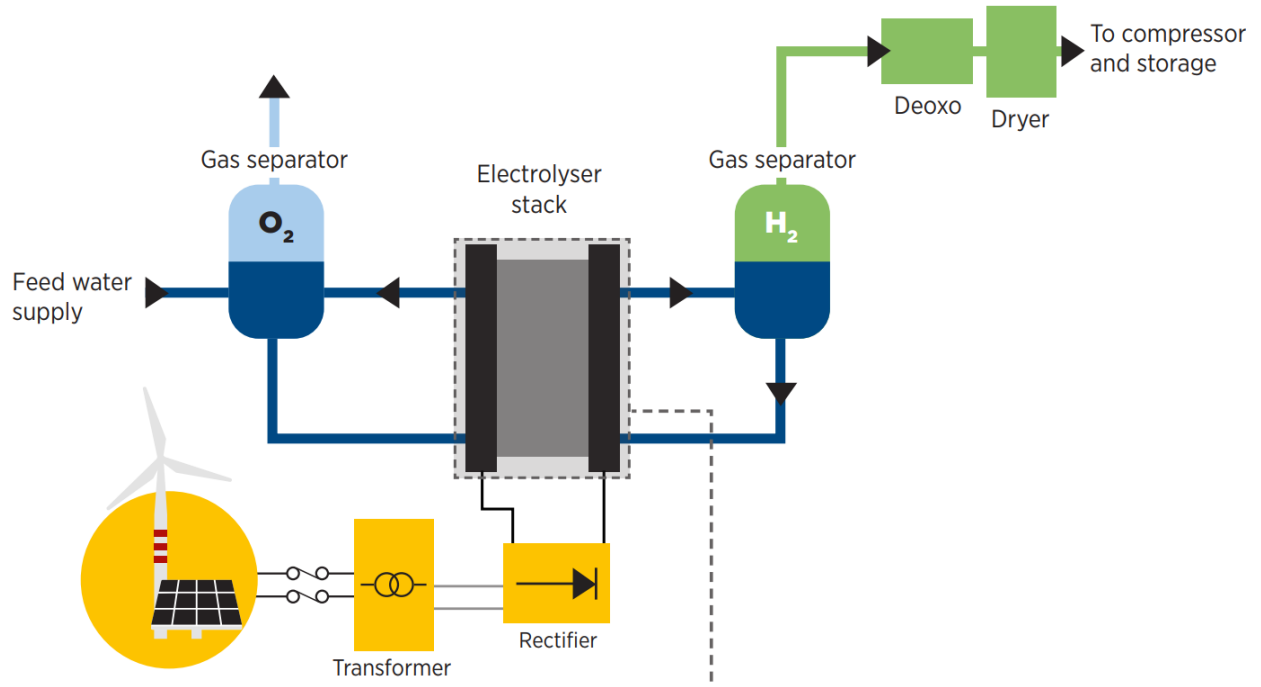 To compressor
and storage
Deoxo
Dryer
Gas separator
Electrolyser
stack
Gas separator
O₂
H₂
Feed water
supply
Rectifier
Transformer